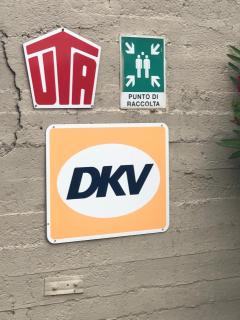 UTA
PUNTO DI
RACCOLTA
DKV